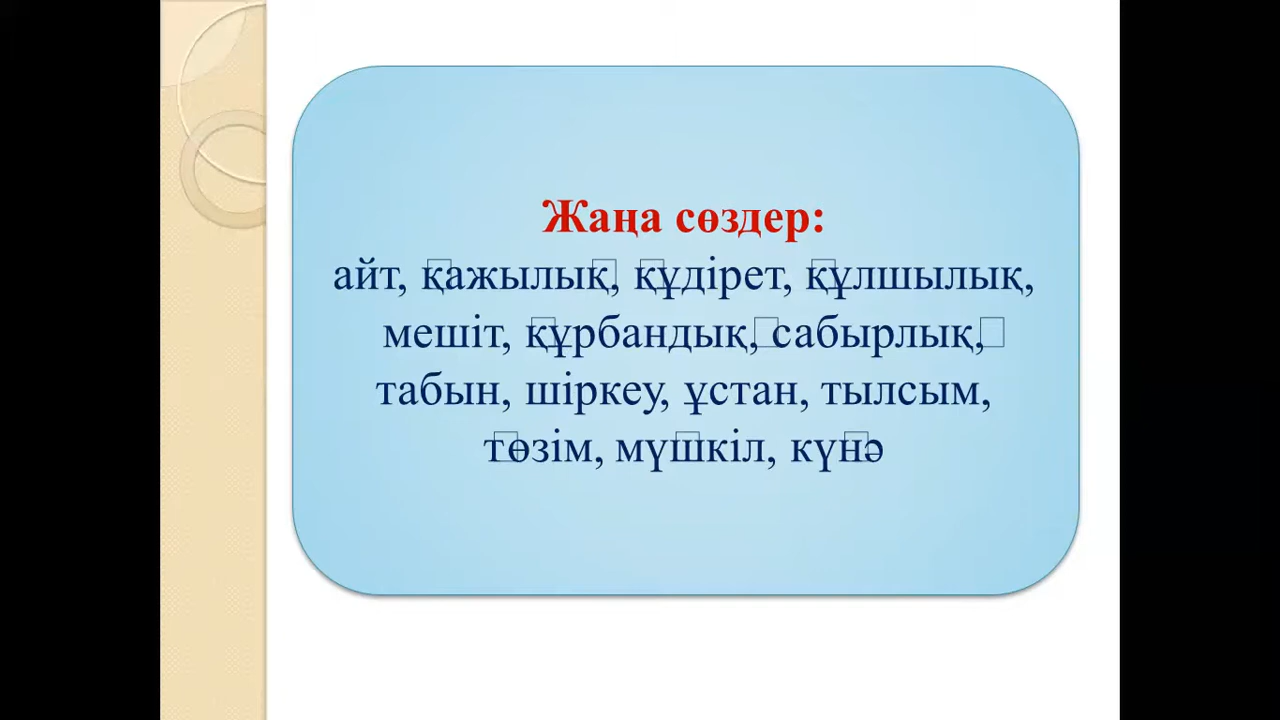 Жаңа сөздер:
айт, қажылық, құдірет, құлшылық,
мешіт, құрбандық, сабырлық,
табын, шіркеу, ұстан, тылсым,
төзім, мүшкіл, күнә